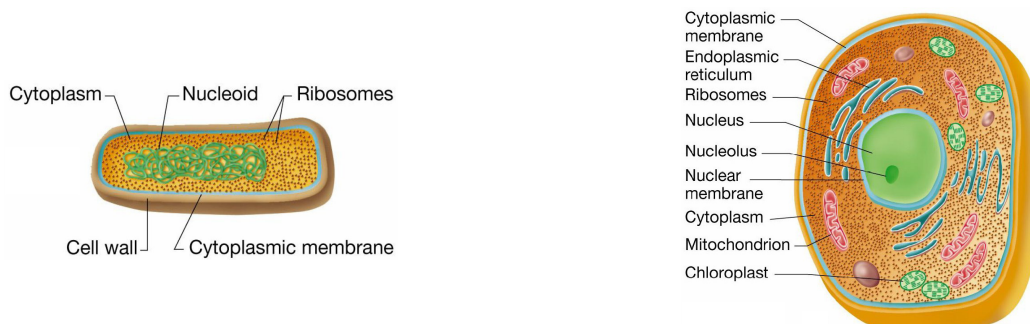 Cytoplasm
Nucleoid
Ribosomes
Cell wall
Cytoplasmic membrane
Cytoplasmic
membrane
Endoplasmic
reticulum
Ribosomes
Nucleus
Nucleolus
Nuclear
membrane
Cytoplasm
Mitochondrion
Chloroplast